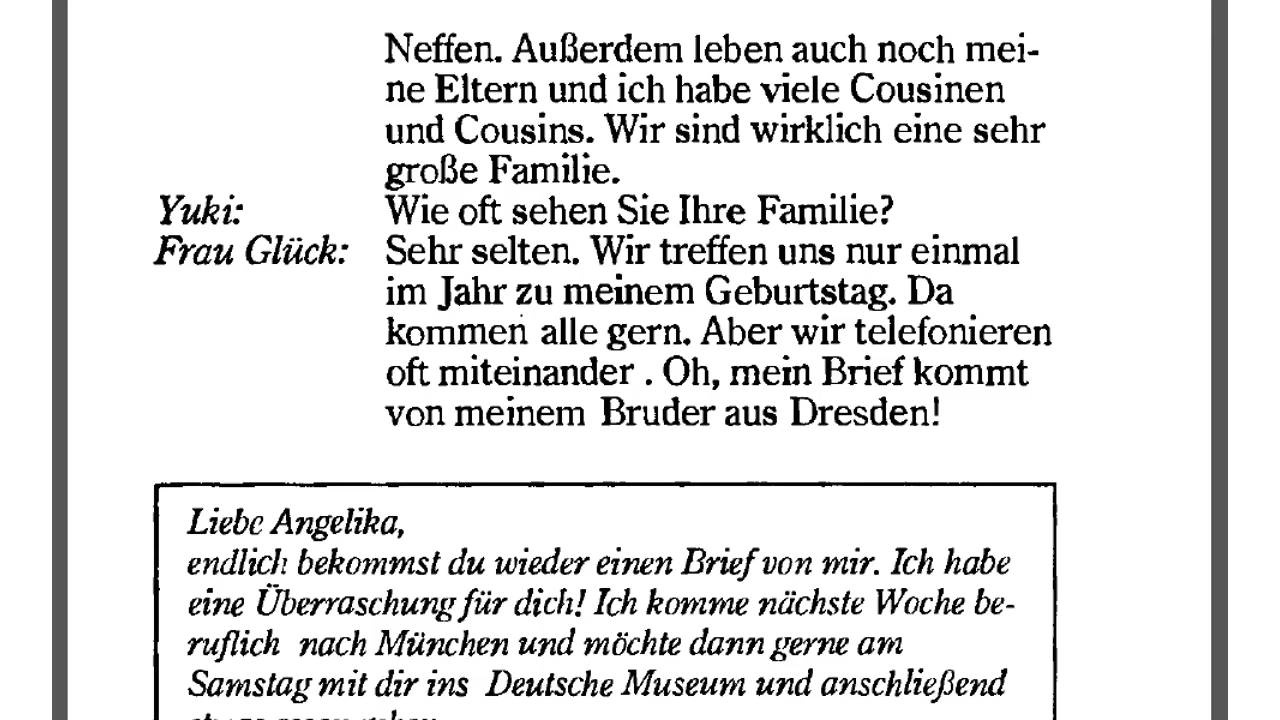 Neffen. Außerdem leben auch noch mei-
ne Eltern und ich habe viele Cousinen
und Cousins. Wir sind wirklich eine sehr
große Familie.
Yuki: Wie oft sehen Sie Ihre Familie?
Frau Glück: Sehr selten. Wir treffen uns nur einmal
im Jahr zu meinem Geburtstag. Da
kommen alle gern. Aber wir telefonieren
oft miteinander . Oh, mein Brief kommt
von meinem Bruder aus Dresden!
Liebe Angelika,
endlich bekommst du wieder einen Brief von mir. Ich habe
eine Überraschung für dich! Ich komme nächste Woche be-
ruflich nach München und möchte dann gerne am
Samstag mit dir ins Deutsche Museum und anschließend